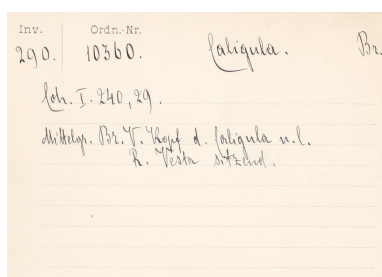 Inv. Ordn.-Nr.
290. 10360. Caligula. Br.
Coh. I. 240, 29.
Mittelgr. Br. V. Kopf d. Caligula n. l.
R. Vesta sitzend.